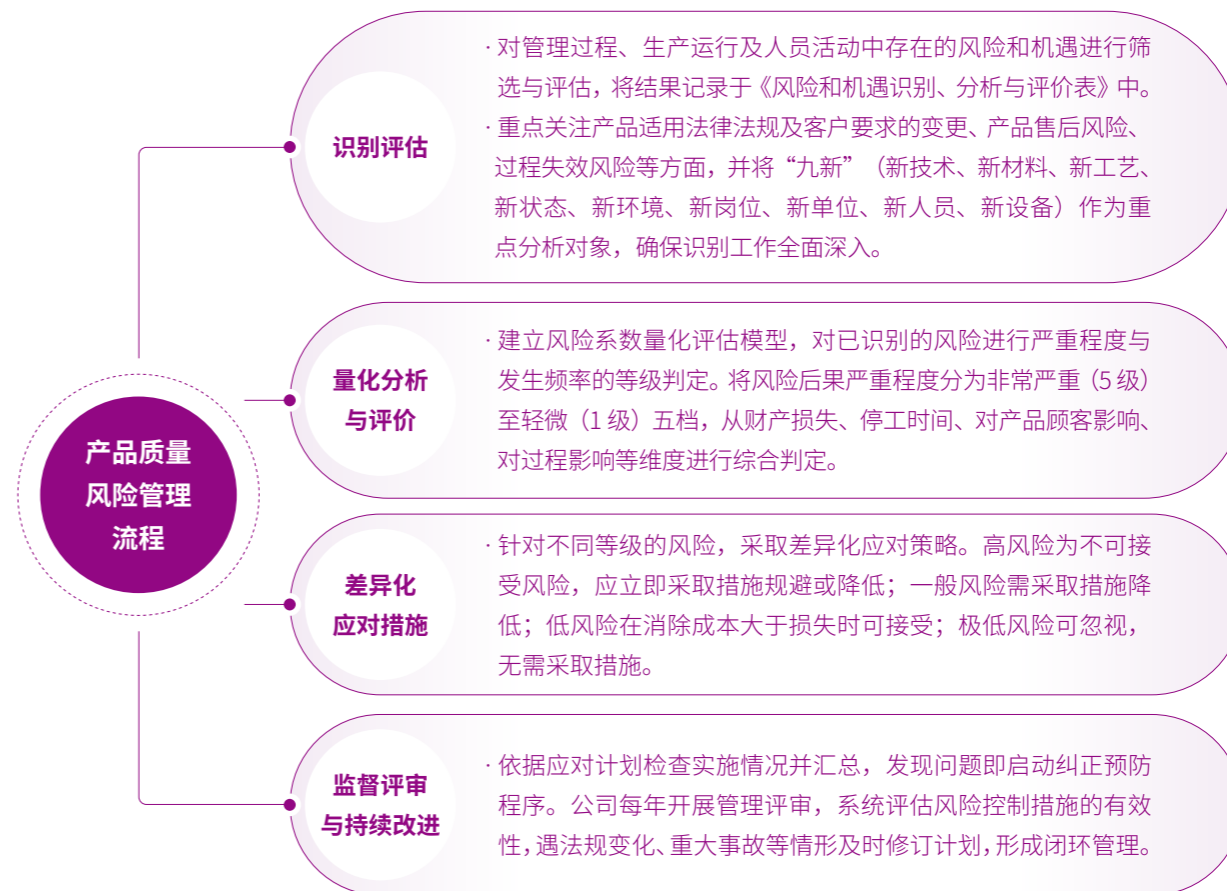 产品质量
风险管理
流程
识别评估
· 对管理过程、生产运行及人员活动中存在的风险和机遇进行筛
选与评估，将结果记录于《风险和机遇识别、分析与评价表》中。
· 重点关注产品适用法律法规及客户要求的变更、产品售后风险、
过程失效风险等方面，并将“九新”（新技术、新材料、新工艺、
新状态、新环境、新岗位、新单位、新人员、新设备）作为重
点分析对象，确保识别工作全面深入。
量化分析
与评价
· 建立风险系数量化评估模型，对已识别的风险进行严重程度与
发生频率的等级判定。将风险后果严重程度分为非常严重（5 级）
至轻微（1 级）五档，从财产损失、停工时间、对产品顾客影响、
对过程影响等维度进行综合判定。
差异化
应对措施
· 针对不同等级的风险，采取差异化应对策略。高风险为不可接
受风险，应立即采取措施规避或降低；一般风险需采取措施降
低；低风险在消除成本大于损失时可接受；极低风险可忽视，
无需采取措施。
监督评审
与持续改进
· 依据应对计划检查实施情况并汇总，发现问题即启动纠正预防
程序。公司每年开展管理评审，系统评估风险控制措施的有效
性，遇法规变化、重大事故等情形及时修订计划，形成闭环管理。